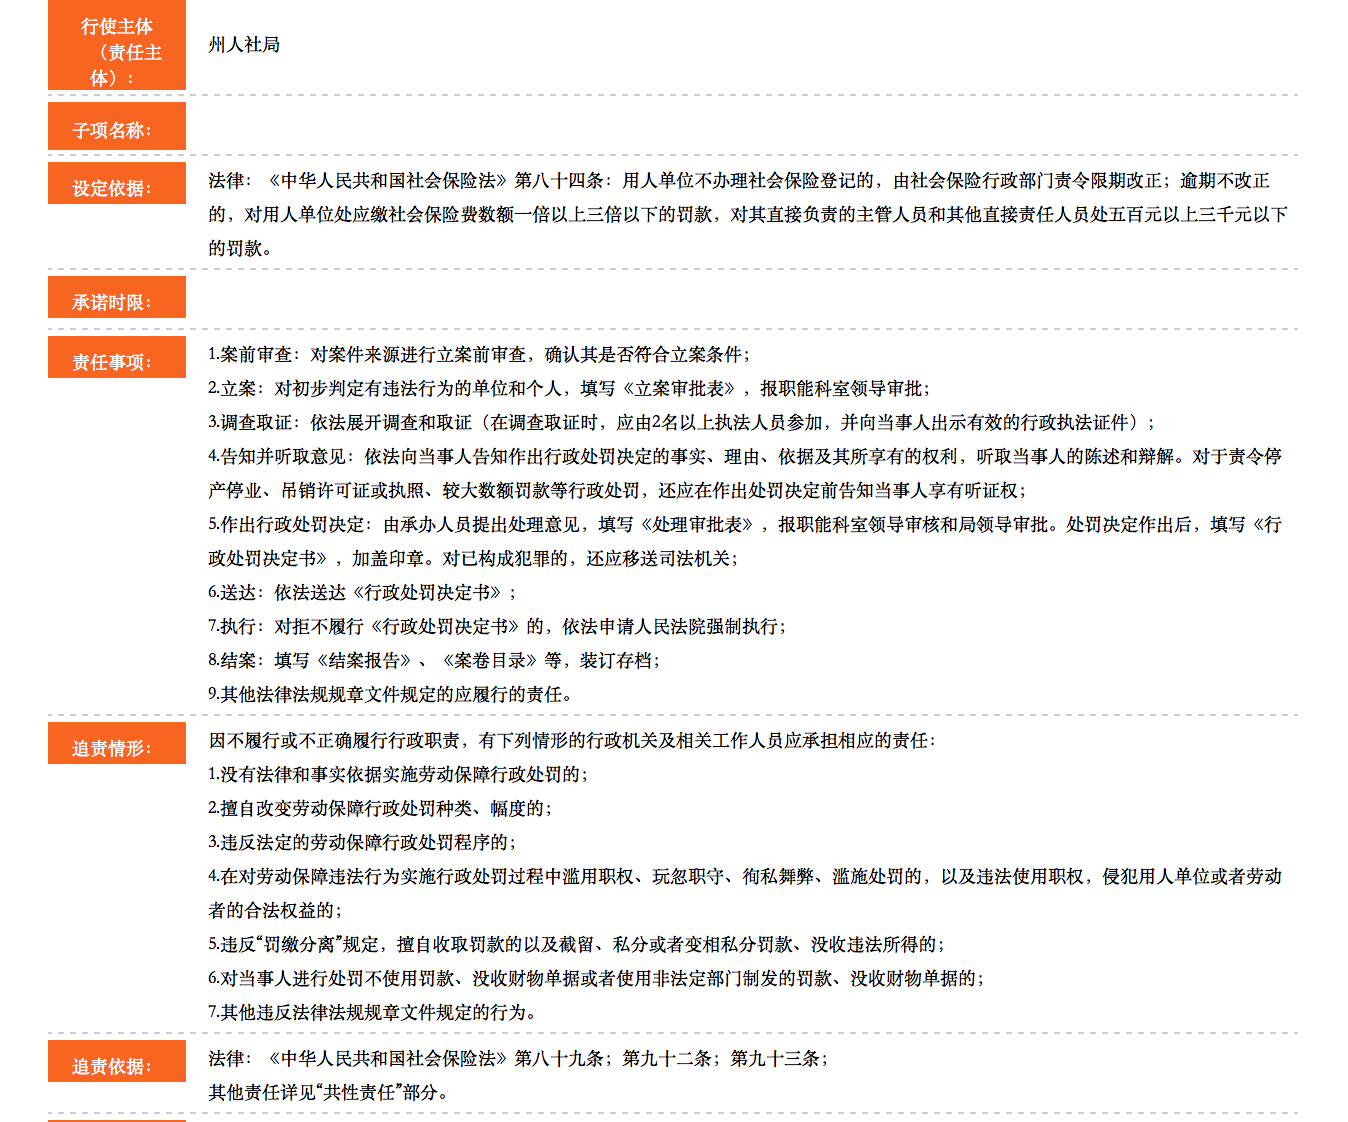 行使主体
（责任主
体）：
州人社局
子项名称：
设定依据：
法律：《中华人民共和国社会保险法》第八十四条：用人单位不办理社会保险登记的，由社会保险行政部门责令限期改正；逾期不改正
的，对用人单位处应缴社会保险费数额一倍以上三倍以下的罚款，对其直接负责的主管人员和其他直接责任人员处五百元以上三千元以下
的罚款。
承诺时限：
责任事项：
1.案前审查：对案件来源进行立案前审查，确认其是否符合立案条件；
2.立案：对初步判定有违法行为的单位和个人，填写《立案审批表》，报职能科室领导审批；
3.调查取证：依法展开调查和取证（在调查取证时，应由2名以上执法人员参加，并向当事人出示有效的行政执法证件）；
4.告知并听取意见：依法向当事人告知作出行政处罚决定的事实、理由、依据及其所享有的权利，听取当事人的陈述和辩解。对于责令停
产停业、吊销许可证或执照、较大数额罚款等行政处罚，还应在作出处罚决定前告知当事人享有听证权；
5.作出行政处罚决定：由承办人员提出处理意见，填写《处理审批表》，报职能科室领导审核和局领导审批。处罚决定作出后，填写《行
政处罚决定书》，加盖印章。对已构成犯罪的，还应移送司法机关；
6.送达：依法送达《行政处罚决定书》；
7.执行：对拒不履行《行政处罚决定书》的，依法申请人民法院强制执行；
8.结案：填写《结案报告》、《案卷目录》等，装订存档；
9.其他法律法规规章文件规定的应履行的责任。
追责情形：
因不履行或不正确履行行政职责，有下列情形的行政机关及相关工作人员应承担相应的责任：
1.没有法律和事实依据实施劳动保障行政处罚的；
2.擅自改变劳动保障行政处罚种类、幅度的；
3.违反法定的劳动保障行政处罚程序的；
4.在对劳动保障违法行为实施行政处罚过程中滥用职权、玩忽职守、徇私舞弊、滥施处罚的，以及违法使用职权，侵犯用人单位或者劳动
者的合法权益的；
5.违反“罚缴分离”规定，擅自收取罚款的以及截留、私分或者变相私分罚款、没收违法所得的；
6.对当事人进行处罚不使用罚款、没收财物单据或者使用非法定部门制发的罚款、没收财物单据的；
7.其他违反法律法规规章文件规定的行为。
追责依据：
法律：《中华人民共和国社会保险法》第八十九条；第九十二条；第九十三条；
其他责任详见“共性责任”部分。